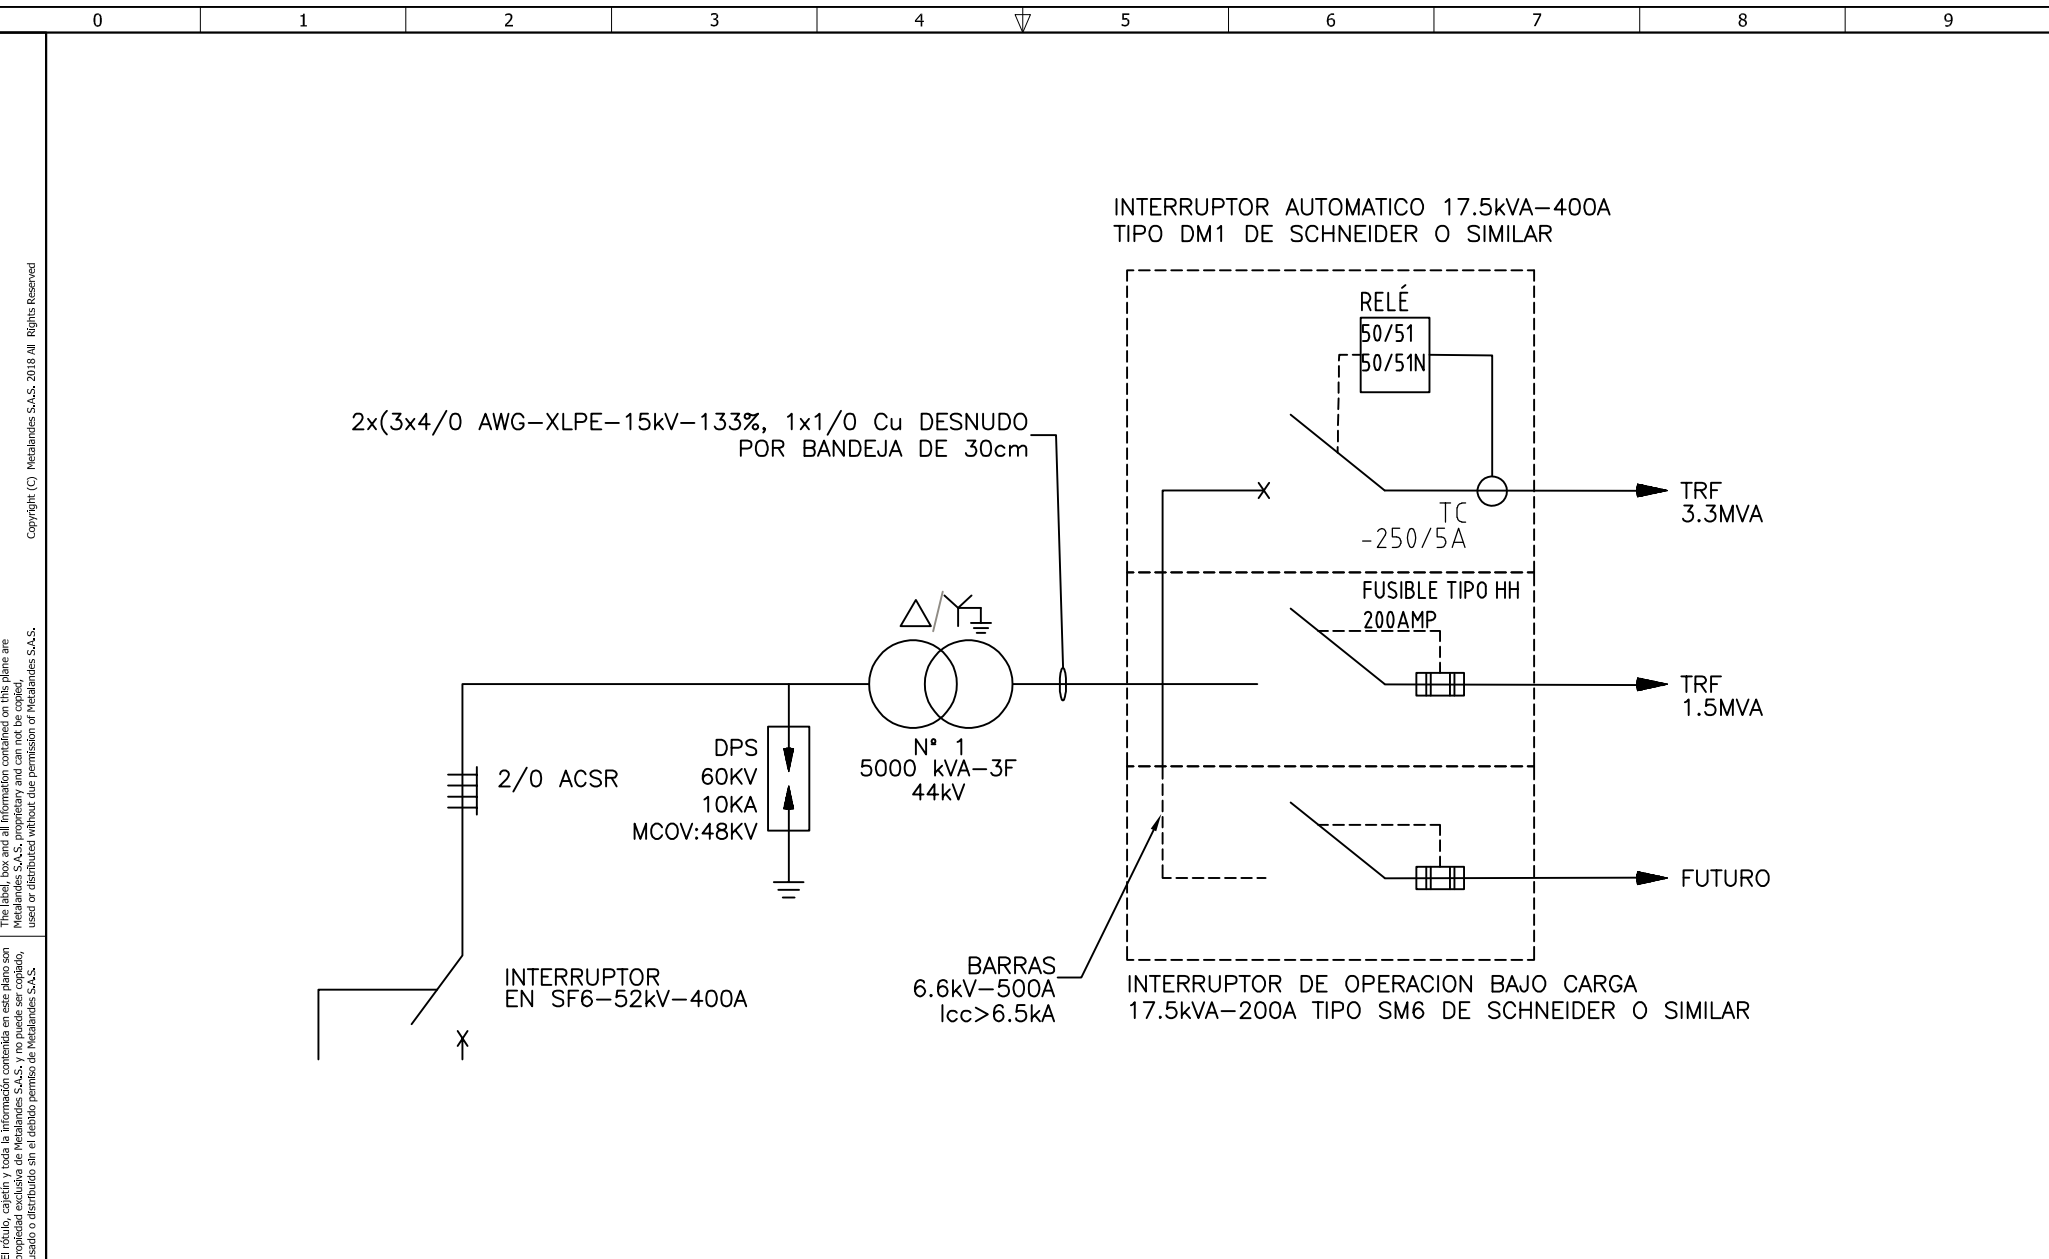 0 1 2 3 4 5 6 7 8 9
INTERRUPTOR AUTOMATICO 17.5kVA-400A
TIPO DM1 DE SCHNEIDER O SIMILAR
RELÉ
50/51
50/51N
2x(3x4/0 AWG-XLPE-15kV-133%, 1x1/0 Cu DESNUDO
POR BANDEJA DE 30cm
TC
-250/5A
TRF
3.3MVA
FUSIBLE TIPO HH
200AMP
TRF
1.5MVA
Nº 1
5000 kVA-3F
44kV
DPS
60KV
10KA
MCOV:48KV
2/0 ACSR
FUTURO
BARRAS
6.6kV-500A
Icc>6.5kA
INTERRUPTOR
EN SF6-52kV-400A
INTERRUPTOR DE OPERACION BAJO CARGA
17.5kVA-200A TIPO SM6 DE SCHNEIDER O SIMILAR
Copyright (C) Metalandes S.A.S. 2018 All Rights Reserved
The label, box and all information contained on this plane are
Metalandes S.A.S. proprietary and can not be copied,
used or distributed without due permission of Metalandes S.A.S.
El rótulo, cajetín y toda la información contenida en este plano son
propiedad exclusiva de Metalandes S.A.S. y no puede ser copiado,
usado o distribuido sin el debido permiso de Metalandes S.A.S.